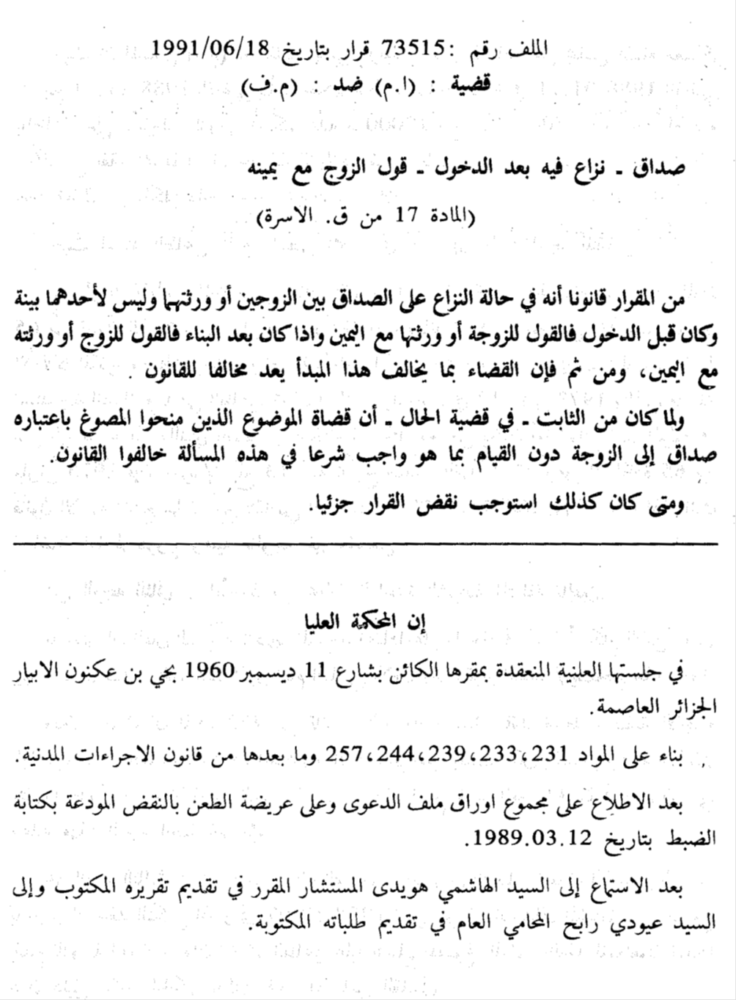 الملف رقم :73515 قرار بتاريخ 1991/06/18
قضية : (ا.م) ضد : (م.ف)
صداق ـ نزاع فيه بعد الدخول ـ قول الزوج مع يمينه
(المادة 17 من ق. الاسرة)
من المقرار قانونا أنه في حالة النزاع على الصداق بين الزوجين أو ورثتهما وليس لأحدهما بينة
وكان قبل الدخول فالقول للزوجة أو ورثتها مع اليمين واذا كان بعد البناء فالقول للزوج أو ورثته
مع اليمين، ومن ثم فإن القضاء بما يخالف هذا المبدأ يعد مخالفا للقانون .
ولما كان من الثابت ـ في قضية الحال ـ أن قضاة الموضوع الذين منحوا المصوغ باعتباره
صداق إلى الزوجة دون القيام بما هو واجب شرعا في هذه المسألة خالفوا القانون.
ومتى كان كذلك استوجب نقض القرار جزئيا.
إن المحكمة العليا
في جلستها العلنية المنعقدة بمقرها الكائن بشارع 11 ديسمبر 1960 بحي بن عكنون الابيار
الجزائر العاصمة.
بناء على المواد 231،233،239،244،257 وما بعدها من قانون الاجراءات المدنية.
بعد الاطلاع على مجموع اوراق ملف الدعوى وعلى عريضة الطعن بالنقض المودعة بكتابة
الضبط بتاريخ 1989.03.12.
بعد الاستماع إلى السيد الهاشمي هويدى المستشار المقرر في تقديم تقريره المكتوب وإلى
السيد عيودي رابح المحامي العام في تقديم طلباته المكتوبة.